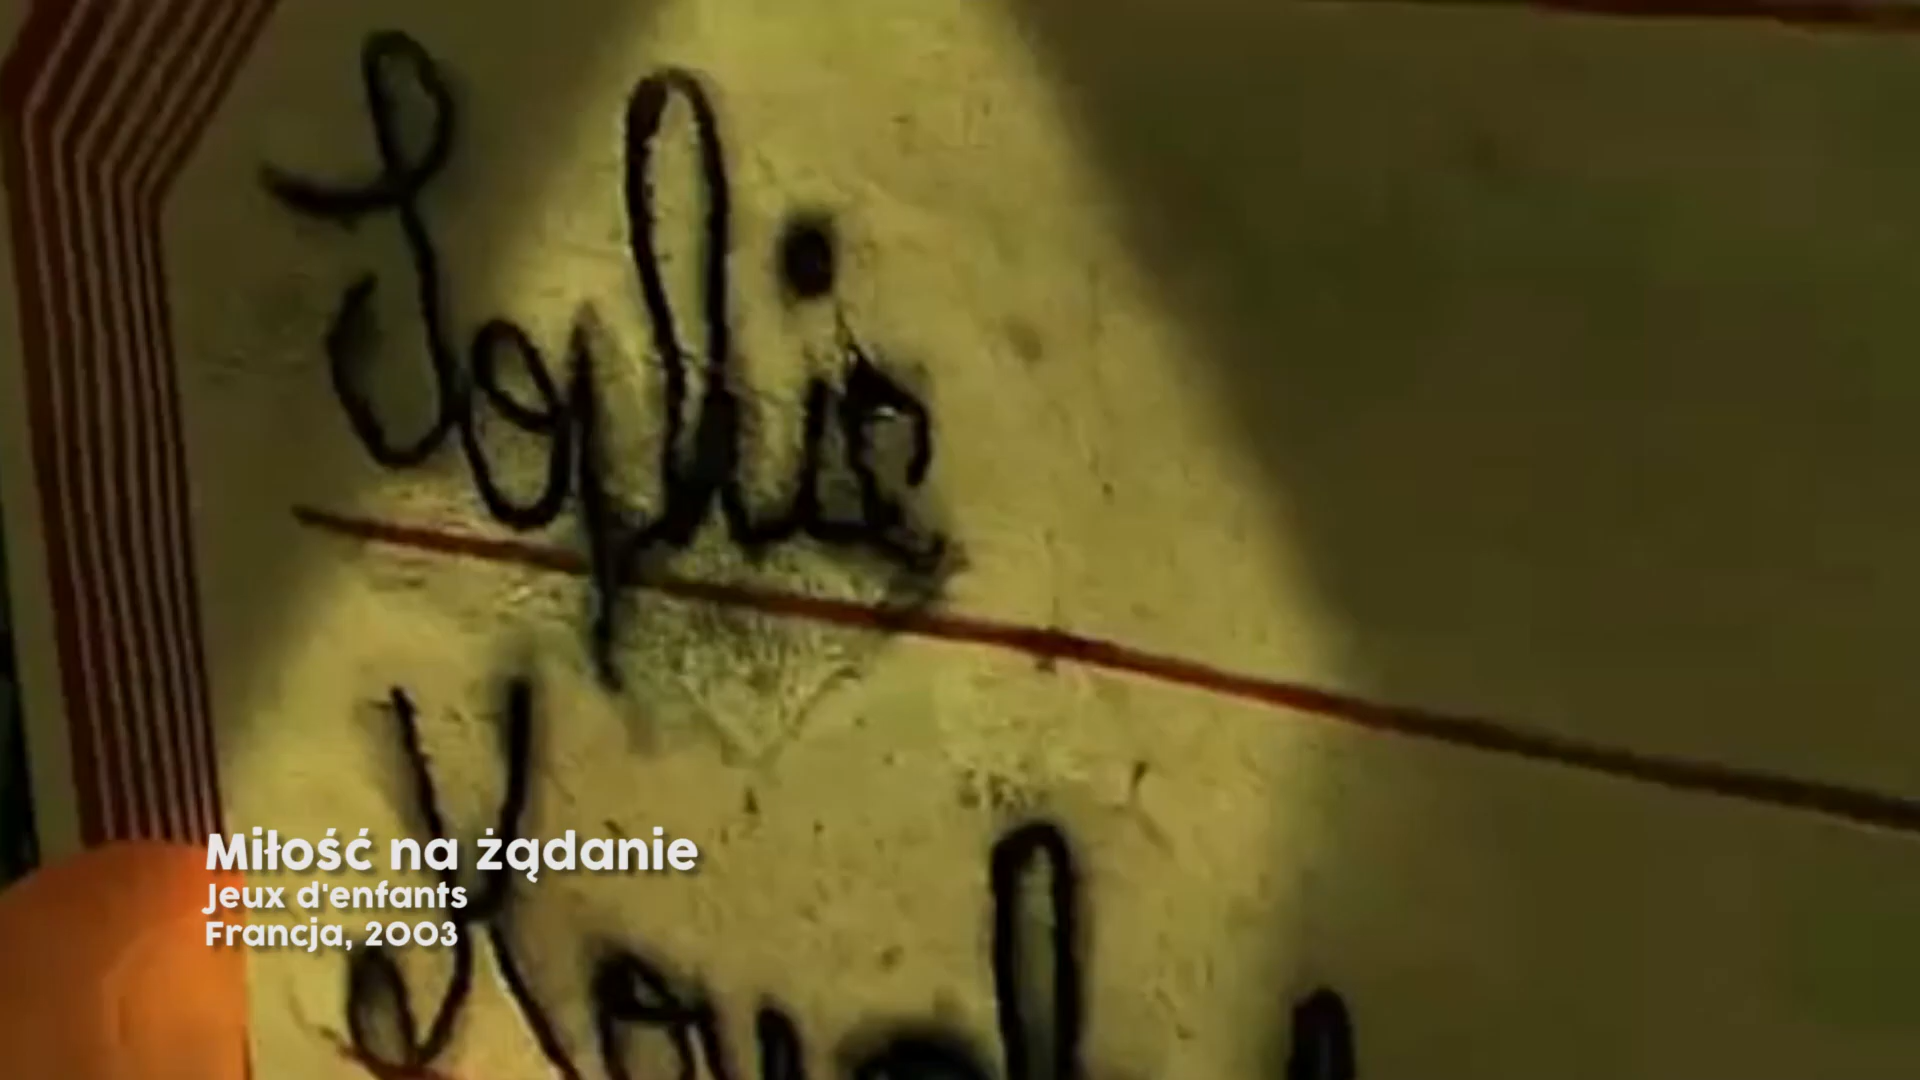 Sophie
Miłość na żądanie
Jeux d'enfants
Francja, 2003